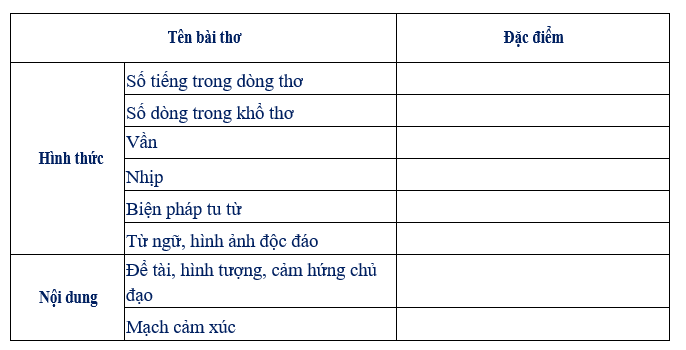 Tên bài thơ
Đặc điểm
Hình thức
Số tiếng trong dòng thơ
Số dòng trong khổ thơ
Vần
Nhịp
Biện pháp tu từ
Từ ngữ, hình ảnh độc đáo
Nội dung
Để tài, hình tượng, cảm hứng chủ
đạo
Mạch cảm xúc